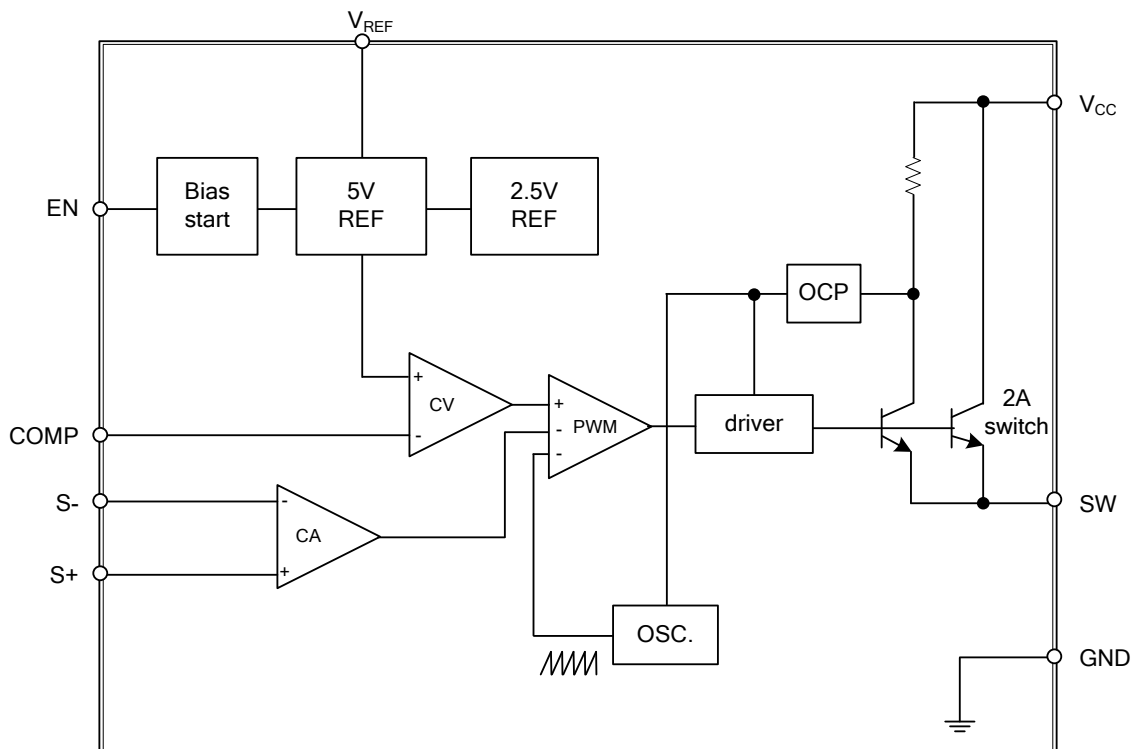 VREF
VCC
Bias
start
5V
REF
2.5V
REF
EN
OCP
+
CV
-
2A
switch
+
-
-
PWM
driver
COMP
S-
-
CA
+
S+
SW
OSC.
GND